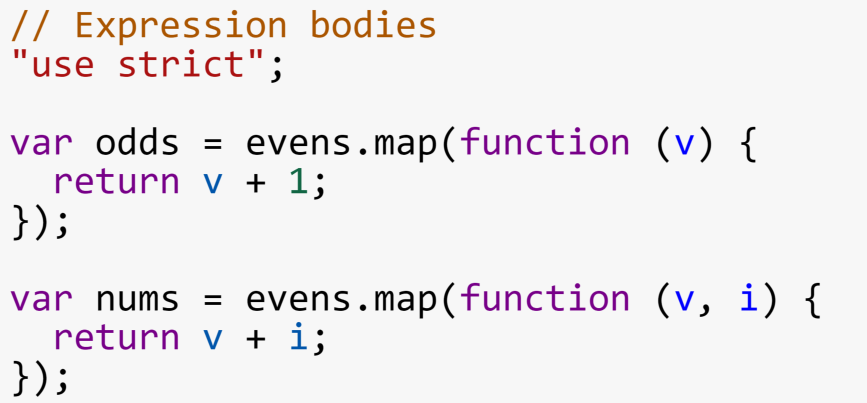 // Expression bodies
"use strict";

var odds = evens.map(function (v) {
  return v + 1;
});

var nums = evens.map(function (v, i) {
  return v + i;
});